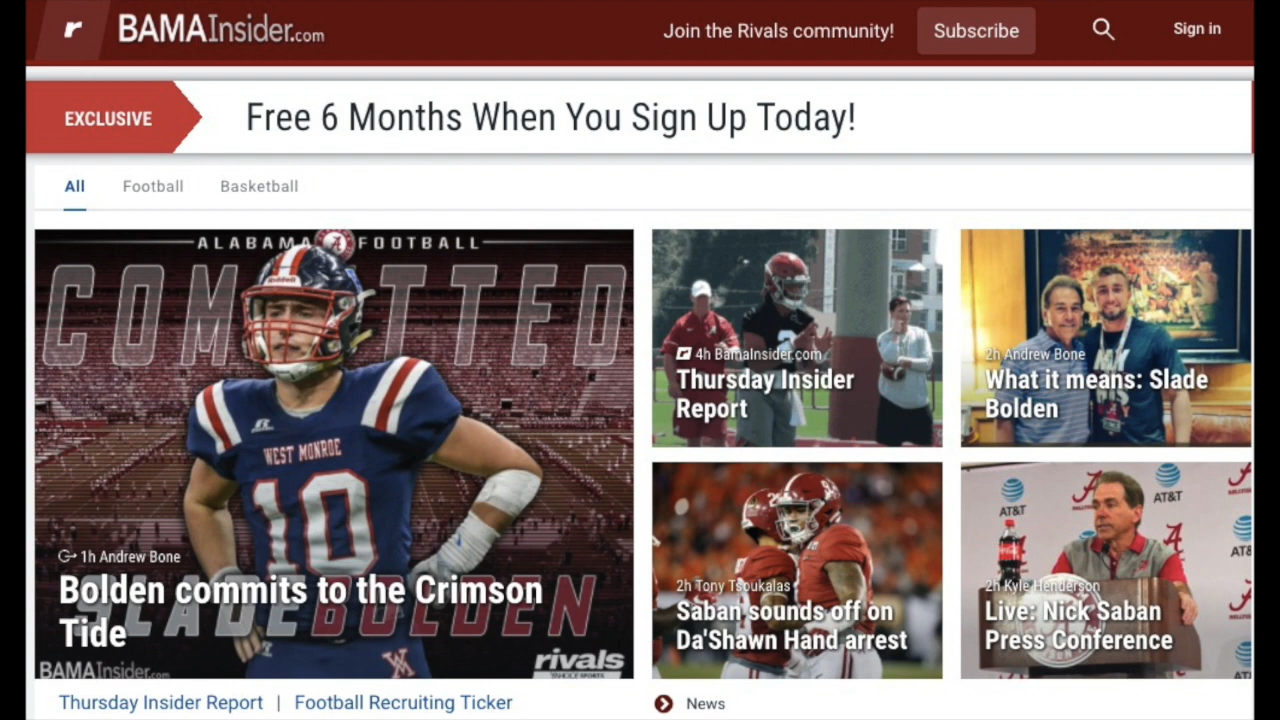 BAMAInsider.com
Join the Rivals community!
Subscribe
Sign in
EXCLUSIVE
Free 6 Months When You Sign Up Today!
All
Football
Basketball
ALABAMA FOOTBALL
COMMITTED
Riddell
WEST MONROE
10
1h Andrew Bone
Bolden commits to the Crimson
Tide
SLADE BOLDEN
BAMAInsider.com
rivals
YAHOO! SPORTS
4h BamaInsider.com
Thursday Insider
Report
2h Andrew Bone
What it means: Slade
Bolden
2h Tony Tsoukalas
Saban sounds off on
Da'Shawn Hand arrest
AT&T
AT&T
2h Kyle Henderson
Live: Nick Saban
Press Conference
Thursday Insider Report | Football Recruiting Ticker
News